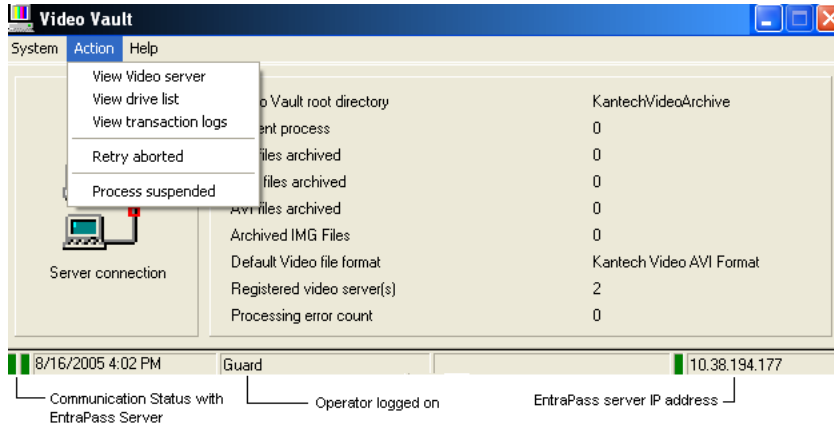 Video Vault
System Action Help
View Video server
View drive list
View transaction logs
Retry aborted
Process suspended
o Vault root directory KantechVideoArchive
ent process 0
files archived 0
files archived 0
AVI files archived 0
Archived IMG Files 0
Default Video file format Kantech Video AVI Format
Registered video server(s) 2
Processing error count 0
Server connection
8/16/2005 4:02 PM Guard 10.38.194.177
Communication Status with
EntraPass Server
Operator logged on
EntraPass server IP address